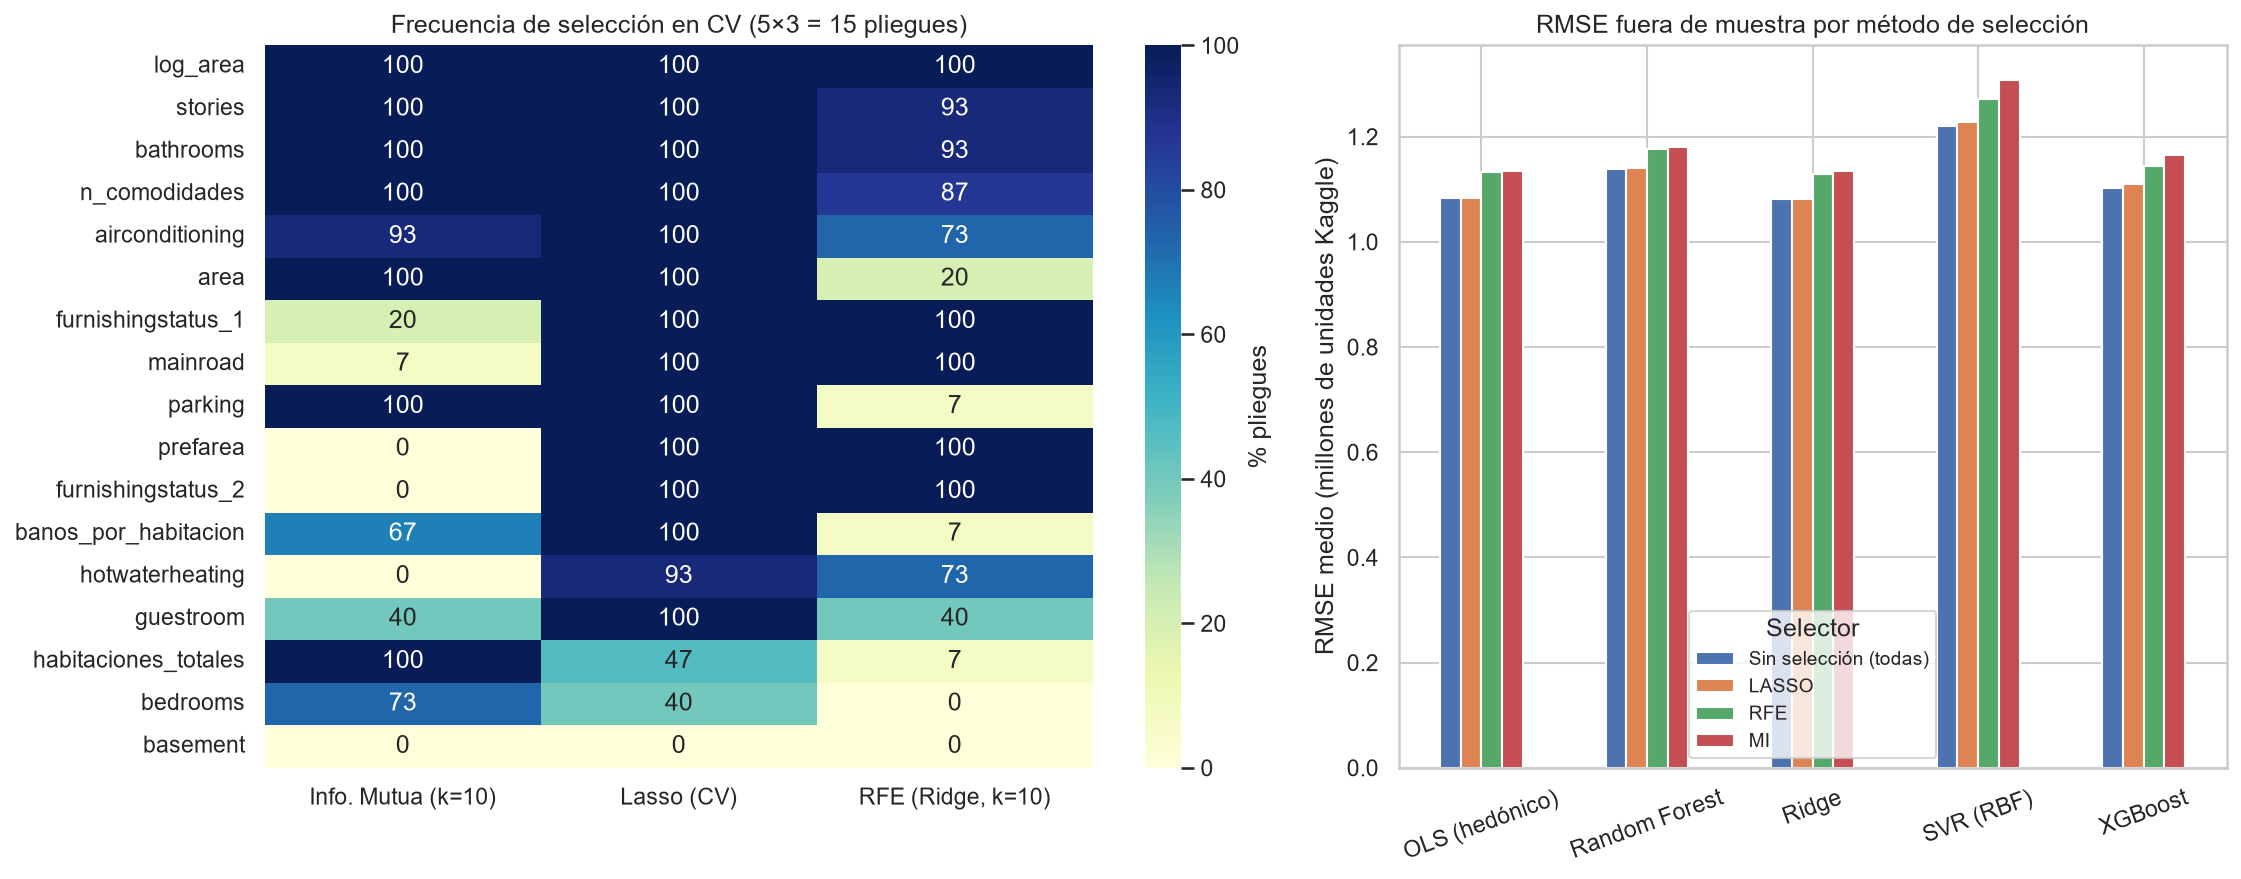 Frecuencia de selección en CV (5×3 = 15 pliegues)
log_area 100 100 100
stories 100 100 93
bathrooms 100 100 93
n_comodidades 100 100 87
airconditioning 93 100 73
area 100 100 20
furnishingstatus_1 20 100 100
mainroad 7 100 100
parking 100 100 7
prefarea 0 100 100
furnishingstatus_2 0 100 100
banos_por_habitacion 67 100 7
hotwaterheating 0 93 73
guestroom 40 100 40
habitaciones_totales 100 47 7
bedrooms 73 40 0
basement 0 0 0
Info. Mutua (k=10) Lasso (CV) RFE (Ridge, k=10)
100
80
60
40
20
0
% pliegues
RMSE fuera de muestra por método de selección
RMSE medio (millones de unidades Kaggle)
1.2
1.0
0.8
0.6
0.4
0.2
0.0
Selector
Sin selección (todas)
LASSO
RFE
MI
OLS (hedónico) Random Forest Ridge SVR (RBF) XGBoost